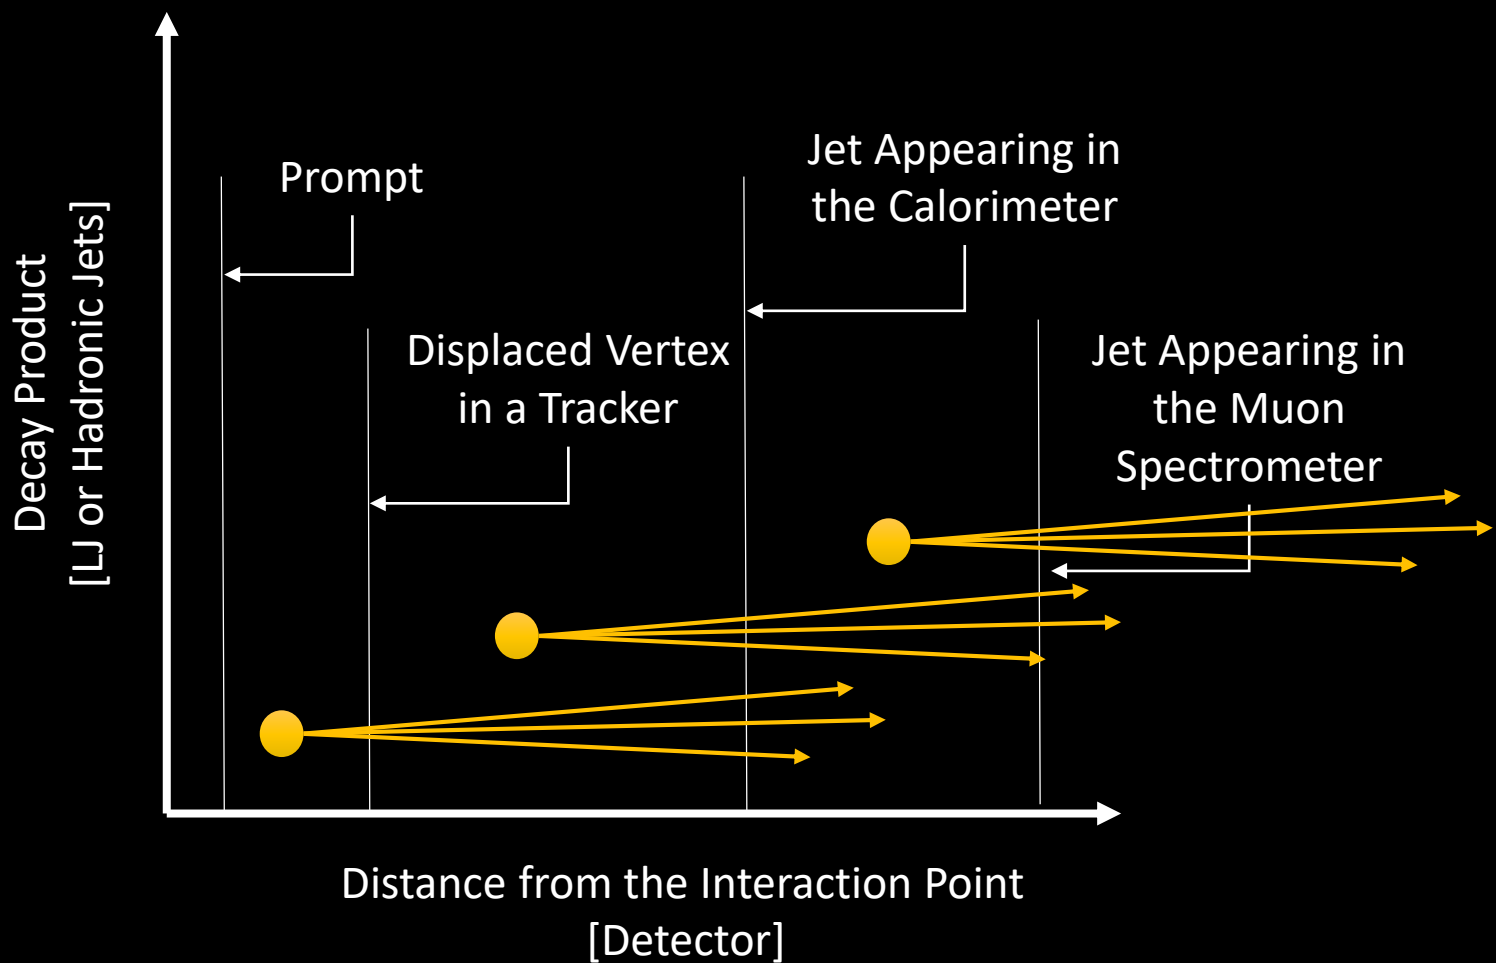 Prompt
Jet Appearing in
the Calorimeter
Displaced Vertex
in a Tracker
Jet Appearing in
the Muon
Spectrometer
Decay Product
[LJ or Hadronic Jets]
Distance from the Interaction Point
[Detector]